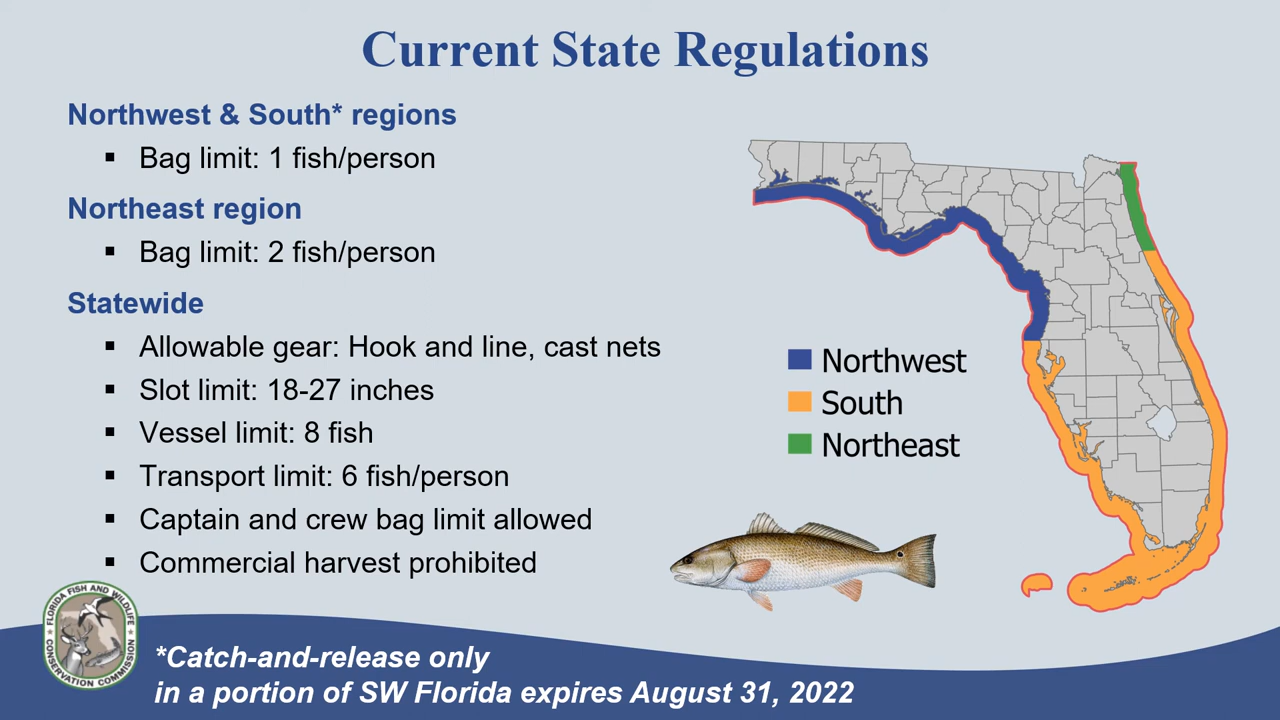 Current State Regulations
Northwest & South* regions
▪ Bag limit: 1 fish/person
Northeast region
▪ Bag limit: 2 fish/person
Statewide
▪ Allowable gear: Hook and line, cast nets
▪ Slot limit: 18-27 inches
▪ Vessel limit: 8 fish
▪ Transport limit: 6 fish/person
▪ Captain and crew bag limit allowed
▪ Commercial harvest prohibited
Northwest
South
Northeast
FLORIDA FISH AND WILDLIFE
CONSERVATION COMMISSION
*Catch-and-release only
in a portion of SW Florida expires August 31, 2022